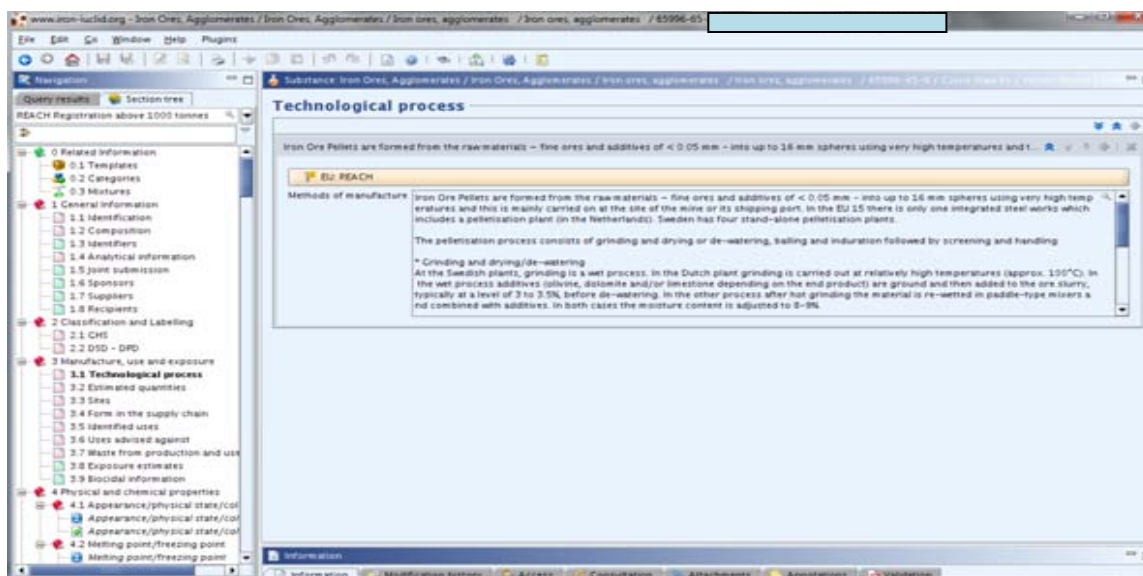 www.iron-iuclid.org - Iron Ores, Agglomerates / Iron Ores, Agglomerates / Iron ores, agglomerates / Iron ores, agglomerates / 65996-65-
File Edit Go Window Help Plugins
Navigation
Query results Section tree
REACH Registration above 1000 tonnes
0 Related Information
0.1 Templates
0.2 Categories
0.3 Mixtures
1 General Information
1.1 Identification
1.2 Composition
1.3 Identifiers
1.4 Analytical information
1.5 Joint submission
1.6 Sponsors
1.7 Suppliers
1.8 Recipients
2 Classification and Labelling
2.1 GHS
2.2 DSD - DPD
3 Manufacture, use and exposure
3.1 Technological process
3.2 Estimated quantities
3.3 Sites
3.4 Form in the supply chain
3.5 Identified uses
3.6 Uses advised against
3.7 Waste from production and use
3.8 Exposure estimates
3.9 Biocidal information
4 Physical and chemical properties
4.1 Appearance/physical state/col
Appearance/physical state/col
Appearance/physical state/col
4.2 Melting point/freezing point
Melting point/freezing point
Substance: Iron Ores, Agglomerates / Iron Ores, Agglomerates / Iron ores, agglomerates / Iron ores, agglomerates
Technological process
Iron Ore Pellets are formed from the raw materials – fine ores and additives of < 0.05 mm – into up to 16 mm spheres using very high temperatures and t...
EU: REACH
Methods of manufacture
Iron Ore Pellets are formed from the raw materials – fine ores and additives of < 0.05 mm – into up to 16 mm spheres using very high temp
eratures and this is mainly carried on at the site of the mine or its shipping port. In the EU 15 there is only one integrated steel works which
includes a pelletisation plant (in the Netherlands). Sweden has four stand-alone pelletisation plants.
The pelletisation process consists of grinding and drying or de-watering, balling and induration followed by screening and handling
* Grinding and drying/de-watering
At the Swedish plants, grinding is a wet process. In the Dutch plant grinding is carried out at relatively high temperatures (approx. 100°C). In
the wet process additives (olivine, dolomite and/or limestone depending on the end product) are ground and then added to the ore slurry,
typically at a level of 3 to 3.5%, before de-watering. In the other process after hot grinding the material is re-wetted in paddle-type mixers a
nd combined with additives. In both cases the moisture content is adjusted to 8-9%.
Information
Information Modification history Access Consultation Attachments Annotations Validation